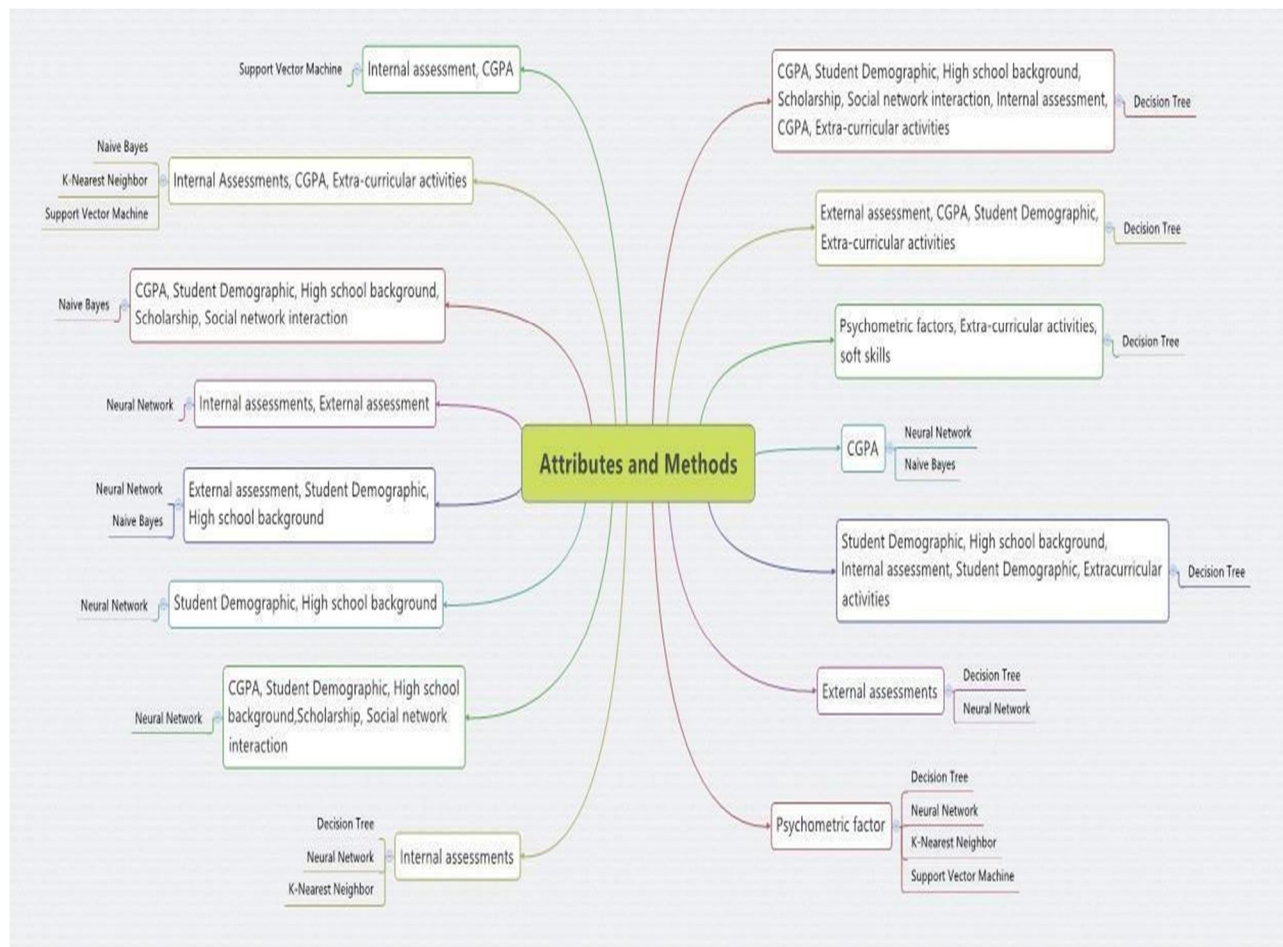 Support Vector Machine
Internal assessment, CGPA
Naive Bayes
K-Nearest Neighbor
Support Vector Machine
Internal Assessments, CGPA, Extra-curricular activities
Naive Bayes
CGPA, Student Demographic, High school background,
Scholarship, Social network interaction
Neural Network
Internal assessments, External assessment
Neural Network
Naive Bayes
External assessment, Student Demographic,
High school background
Neural Network
Student Demographic, High school background
Neural Network
CGPA, Student Demographic, High school
background,Scholarship, Social network
interaction
Decision Tree
Neural Network
K-Nearest Neighbor
Internal assessments
Attributes and Methods
CGPA, Student Demographic, High school background,
Scholarship, Social network interaction, Internal assessment,
CGPA, Extra-curricular activities
Decision Tree
External assessment, CGPA, Student Demographic,
Extra-curricular activities
Decision Tree
Psychometric factors, Extra-curricular activities,
soft skills
Decision Tree
CGPA
Neural Network
Naive Bayes
Student Demographic, High school background,
Internal assessment, Student Demographic, Extracurricular
activities
Decision Tree
External assessments
Decision Tree
Neural Network
Psychometric factor
Decision Tree
Neural Network
K-Nearest Neighbor
Support Vector Machine